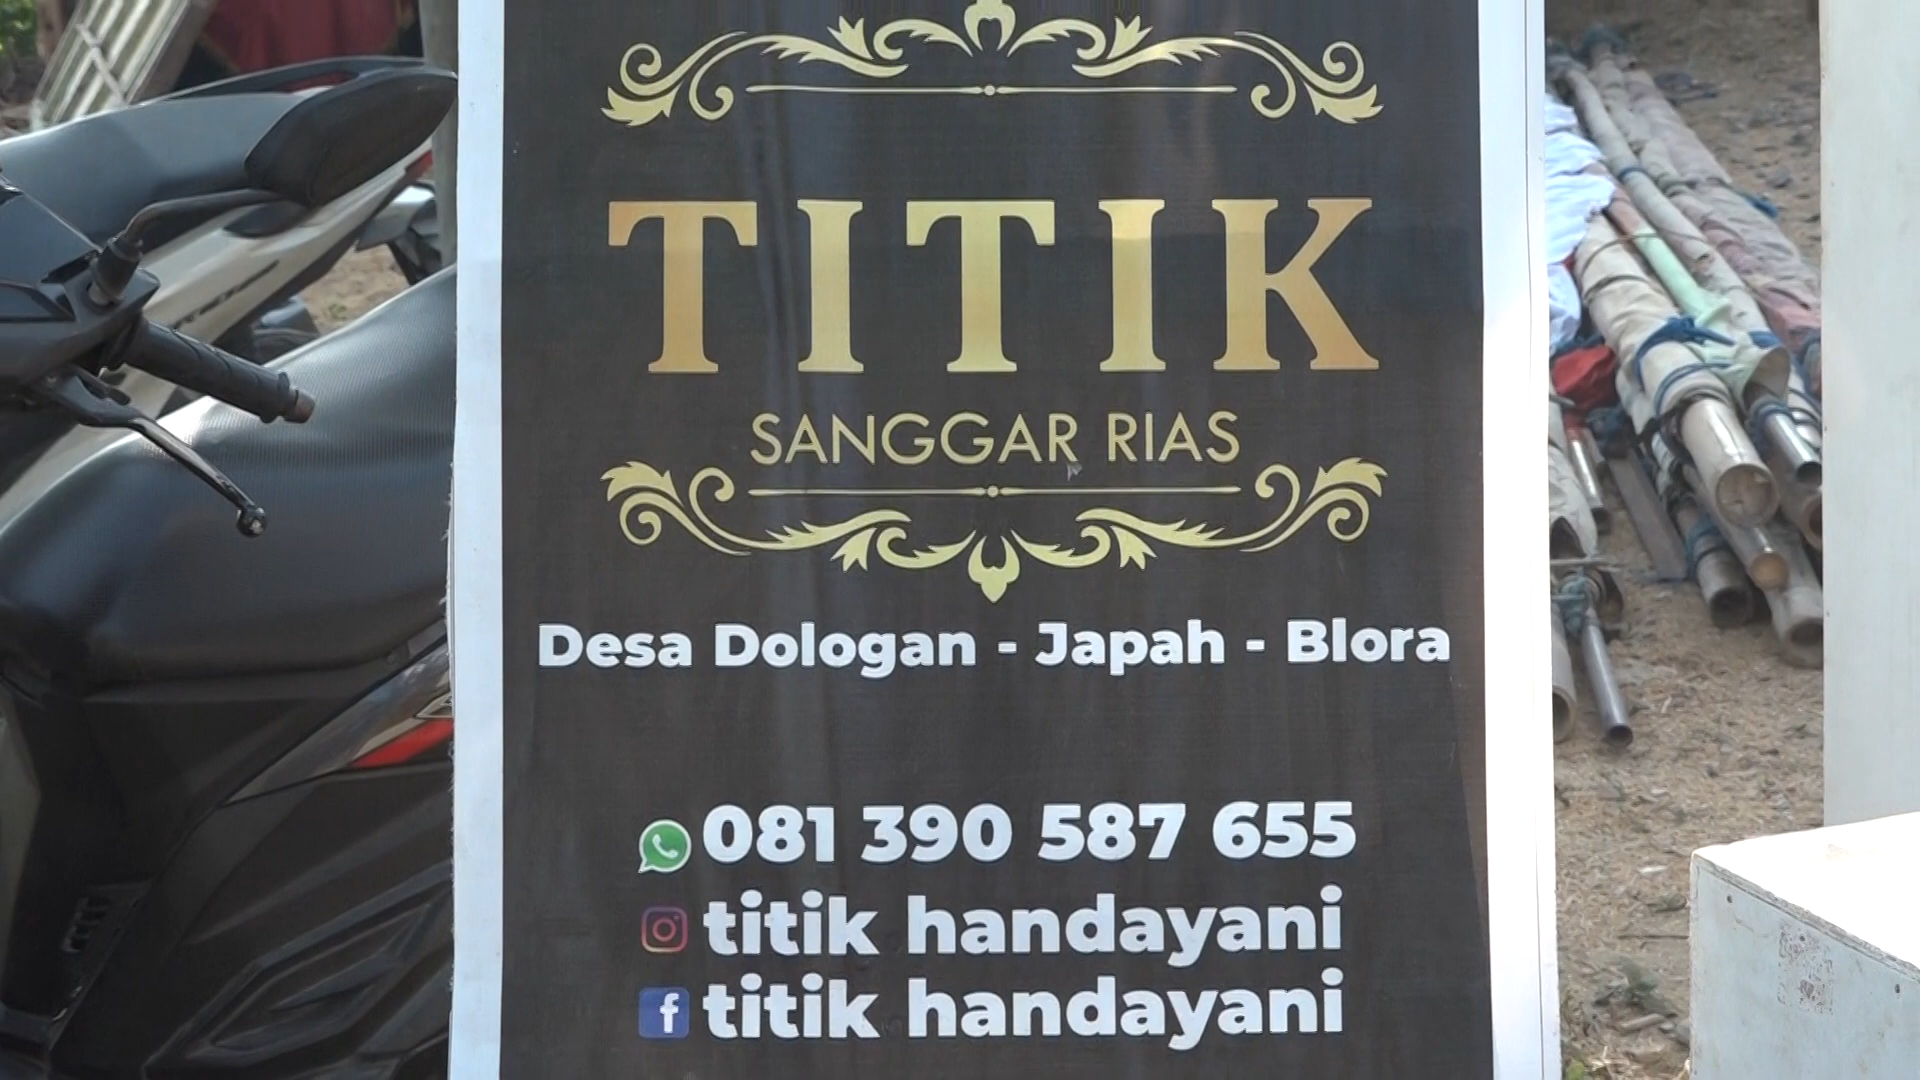 TITIK
SANGGAR RIAS
Desa Dologan - Japah - Blora
081 390 587 655
titik handayani
titik handayani